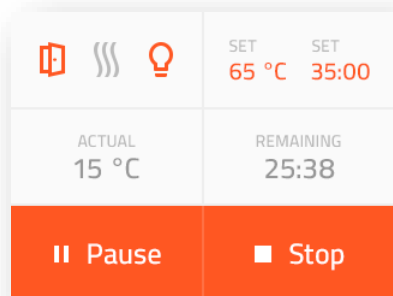 SET SET
65 °C 35:00
ACTUAL REMAINING
15 °C 25:38
Pause Stop